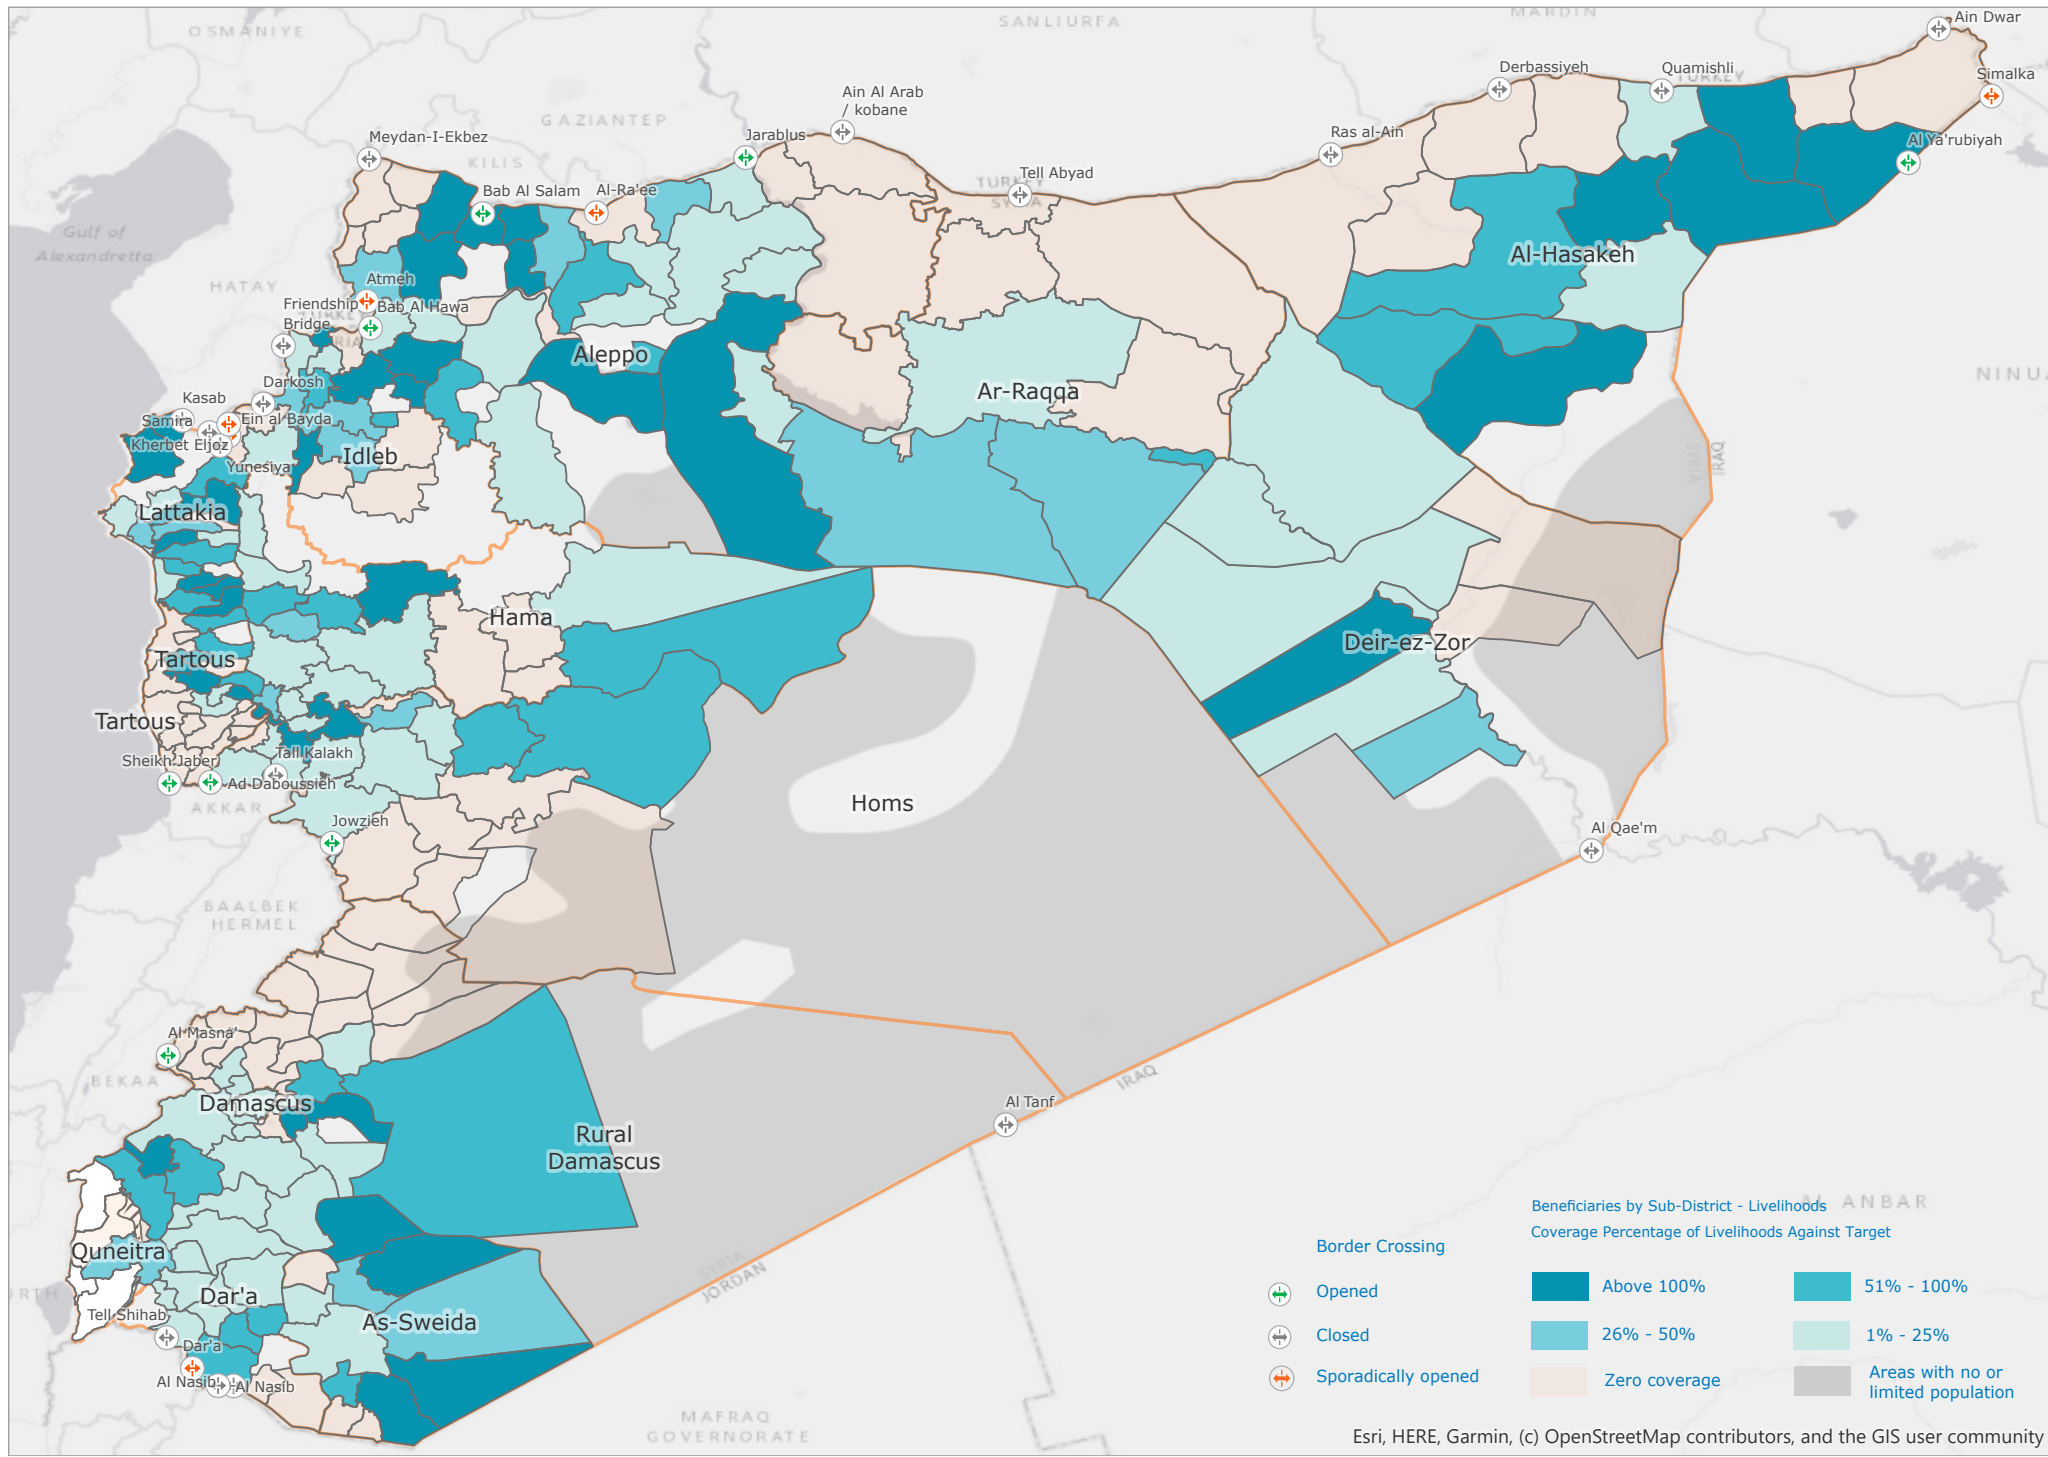 OSMANIYE
SANLIURFA
MARDIN
Ain Dwar
Derbassiyeh
Quamishli
TURKEY
Simalka
Ain Al Arab
/ kobane
GAZIANTEP
Meydan-I-Ekbez
Jarablus
Ras al-Ain
Al Ya'rubiyah
KILIS
Tell Abyad
TURKEY
SYRIA
Bab Al Salam
Al-Ra'ee
Gulf of
Alexandretta
Al-Hasakeh
HATAY
Atmeh
Friendship
Bab Al Hawa
Bridge
Aleppo
NINU
Darkosh
Ar-Raqqa
Kasab
Samira
Ein al Bayda
Kherbet Eljoz
Idleb
Yunesiya
SYRIA
IRAQ
Lattakia
Hama
Deir-ez-Zor
Tartous
Tartous
Tall Kalakh
Sheikh Jaber
Ad-Daboussieh
AKKAR
Homs
Jowzieh
Al Qae'm
BAALBEK
HERMEL
Al Masna'
BEKAA
IRAQ
Damascus
Al Tanf
Rural
Damascus
AL ANBAR
Quneitra
SYRIA
JORDAN
ORTH
Dar'a
Tell Shihab
As-Sweida
Dar'a
Al Nasib
Al Nasib
MAFRAQ
GOVERNORATE
Beneficiaries by Sub-District - Livelihoods
Coverage Percentage of Livelihoods Against Target
Border Crossing
Opened
Closed
Sporadically opened
Above 100%
51% - 100%
26% - 50%
1% - 25%
Zero coverage
Areas with no or
limited population
Esri, HERE, Garmin, (c) OpenStreetMap contributors, and the GIS user community